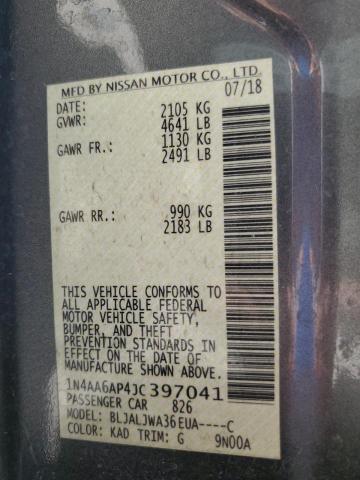 MFD BY NISSAN MOTOR CO., LTD.
DATE: 07/18
GVWR: 2105 KG
4641 LB
GAWR FR.: 1130 KG
2491 LB
GAWR RR.: 990 KG
2183 LB
THIS VEHICLE CONFORMS TO
ALL APPLICABLE FEDERAL
MOTOR VEHICLE SAFETY,
BUMPER, AND THEFT
PREVENTION STANDARDS IN
EFFECT ON THE DATE OF
MANUFACTURE SHOWN ABOVE.
1N4AA6AP4JC397041
PASSENGER CAR 826
MODEL: BLJALJWA36EUA----C
COLOR: KAD TRIM: G 9N00A